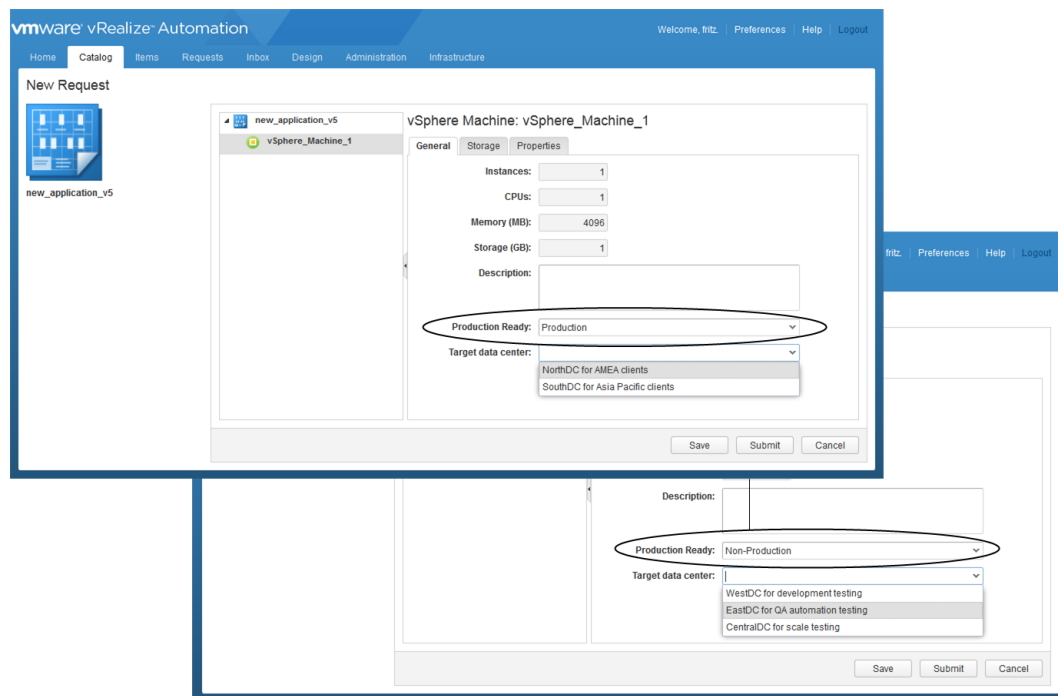 vmware vRealize Automation
Welcome, fritz. Preferences Help Logout
Home Catalog Items Requests Inbox Design Administration Infrastructure
New Request
new_application_v5
new_application_v5
vSphere_Machine_1
vSphere Machine: vSphere_Machine_1
General Storage Properties
Instances: 1
CPUs: 1
Memory (MB): 4096
Storage (GB): 1
Description:
Production Ready: Production
Target data center:
NorthDC for AMEA clients
SouthDC for Asia Pacific clients
Save Submit Cancel
fritz. Preferences Help Logout
Description:
Production Ready: Non-Production
Target data center:
WestDC for development testing
EastDC for QA automation testing
CentralDC for scale testing
Save Submit Cancel